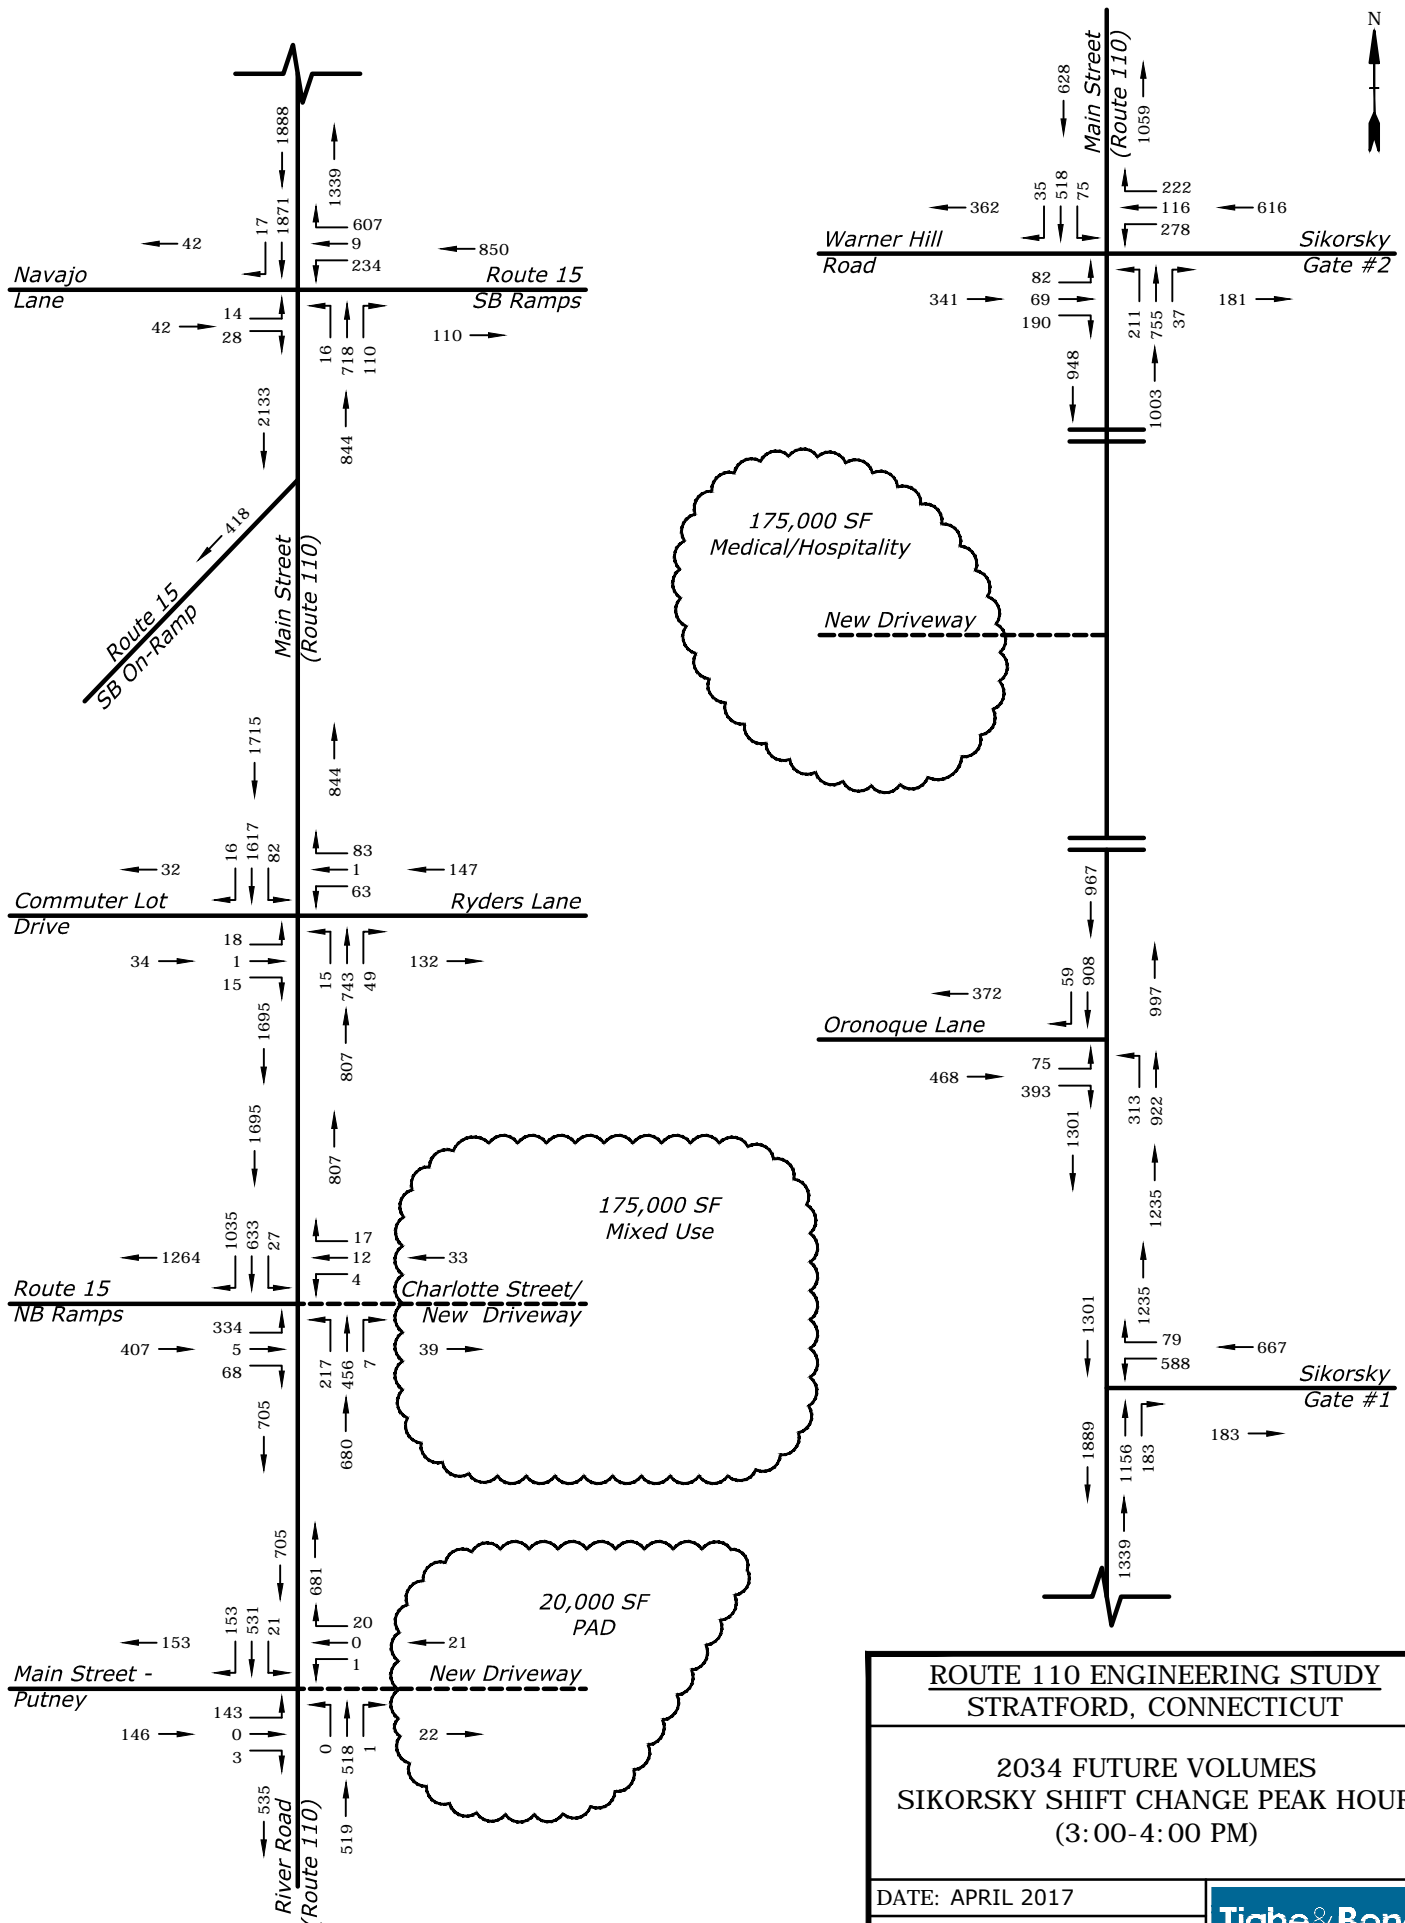 1888
1339
17
1871
607
9
234
850
42
Navajo
Lane
Route 15
SB Ramps
42
14
28
16
718
110
110
2133
844
418
Route 15
SB On-Ramp
Main Street
(Route 110)
1715
844
16
1617
82
83
1
63
147
32
Commuter Lot
Drive
Ryders Lane
34
18
1
15
15
743
49
132
1695
807
1695
807
1035
633
27
17
12
4
33
1264
Route 15
NB Ramps
Charlotte Street/
New Driveway
407
334
5
68
217
456
7
39
705
680
175,000 SF
Mixed Use
705
681
153
531
21
20
0
1
21
153
Main Street -
Putney
New Driveway
146
143
0
3
0
518
1
22
535
519
River Road
(Route 110)
20,000 SF
PAD
N
628
Main Street
(Route 110)
1059
35
518
75
222
116
278
616
362
Warner Hill
Road
Sikorsky
Gate #2
341
82
69
190
211
755
37
181
948
1003
175,000 SF
Medical/Hospitality
New Driveway
967
59
908
997
372
Oronoque Lane
468
75
393
313
922
1301
1235
1301
1235
79
588
667
Sikorsky
Gate #1
1889
1156
183
183
1339
ROUTE 110 ENGINEERING STUDY
STRATFORD, CONNECTICUT
2034 FUTURE VOLUMES
SIKORSKY SHIFT CHANGE PEAK HOUR
(3:00-4:00 PM)
DATE: APRIL 2017
Tighe&Bon